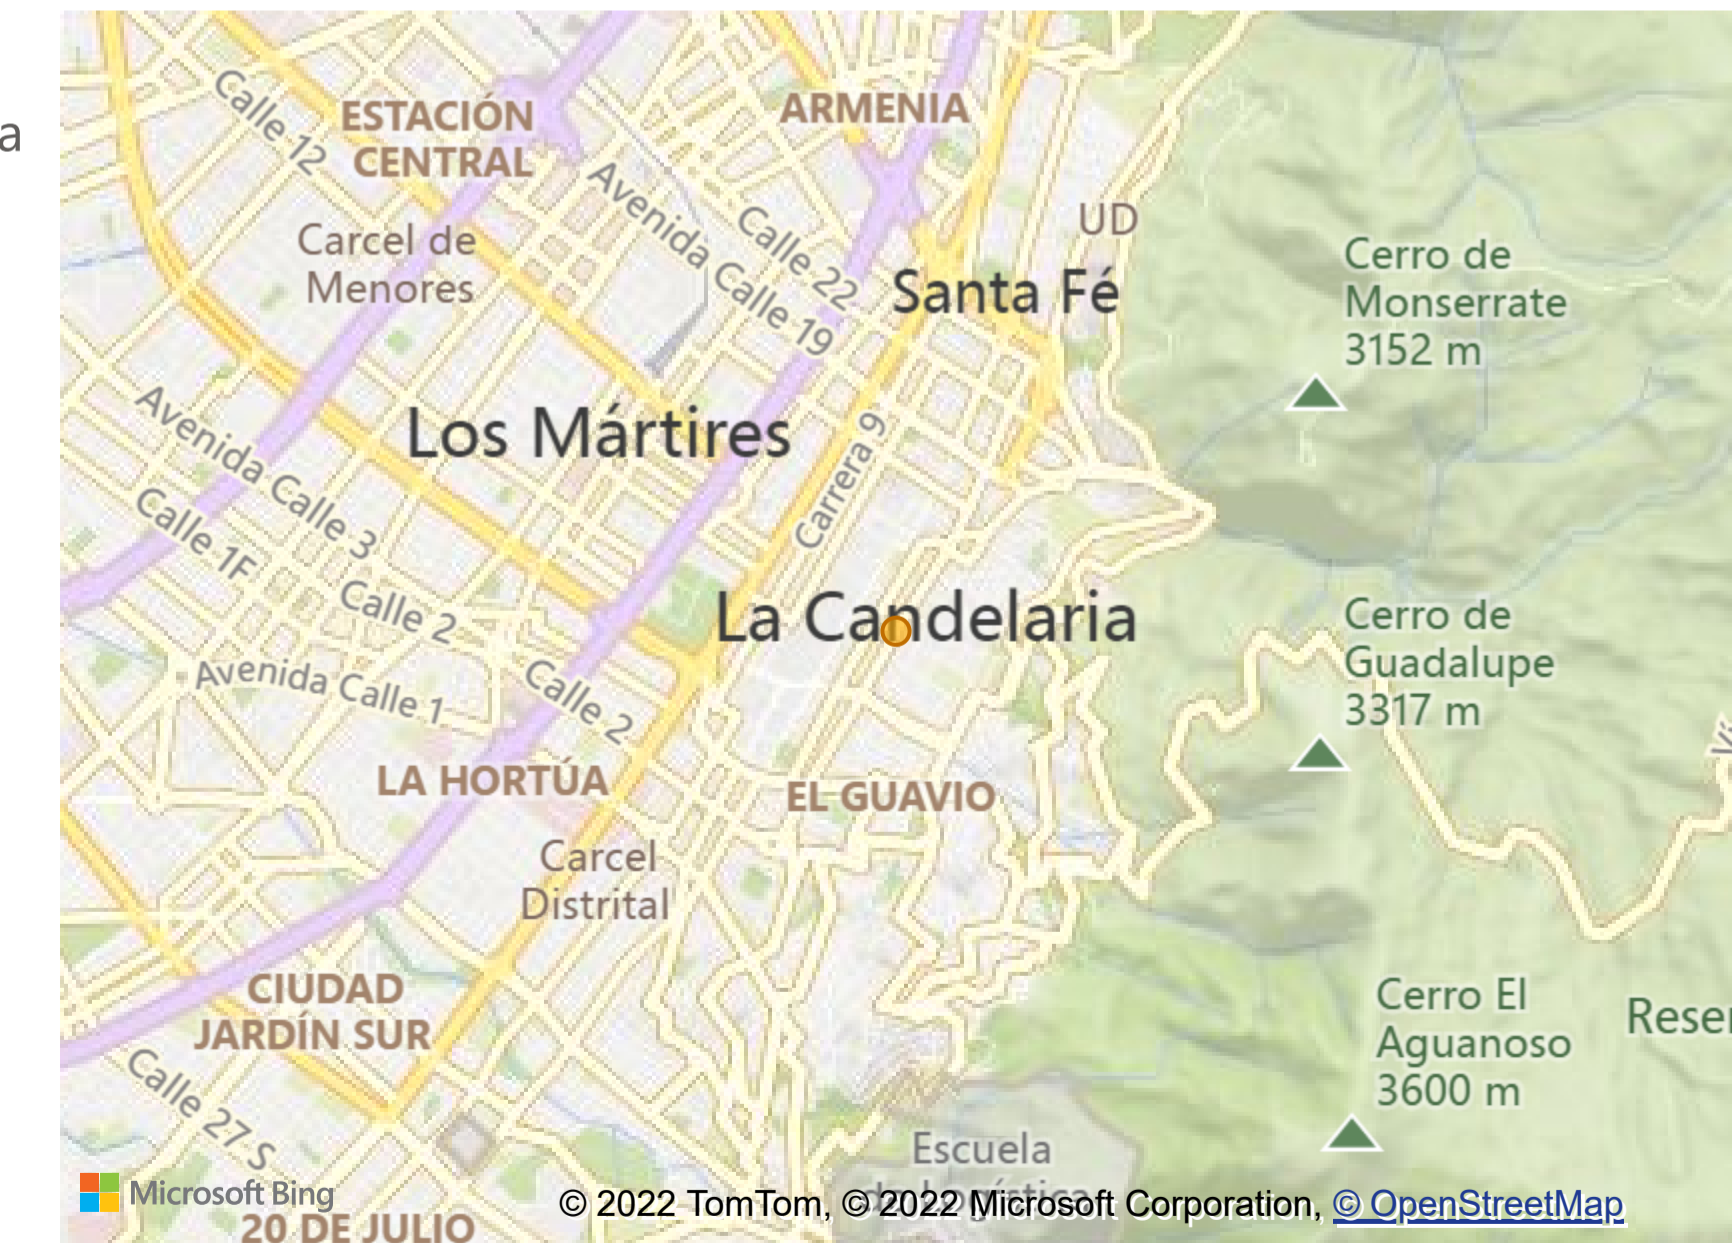 a
Calle 12
ESTACIÓN
CENTRAL
ARMENIA
Avenida Calle 19
Calle 22
UD
Carcel de
Menores
Santa Fé
Cerro de
Monserrate
3152 m
Los Mártires
Avenida Calle 3
Carrera 9
Calle 1F
Calle 2
La Candelaria
Cerro de
Guadalupe
3317 m
Avenida Calle 1
Calle 2
LA HORTÚA
EL GUAVIO
Carcel
Distrital
CIUDAD
JARDÍN SUR
Cerro El
Aguanoso
3600 m
Reser
Calle 27 S
Escuela
de Logística
Microsoft Bing
© 2022 TomTom, © 2022 Microsoft Corporation, © OpenStreetMap
20 DE JULIO